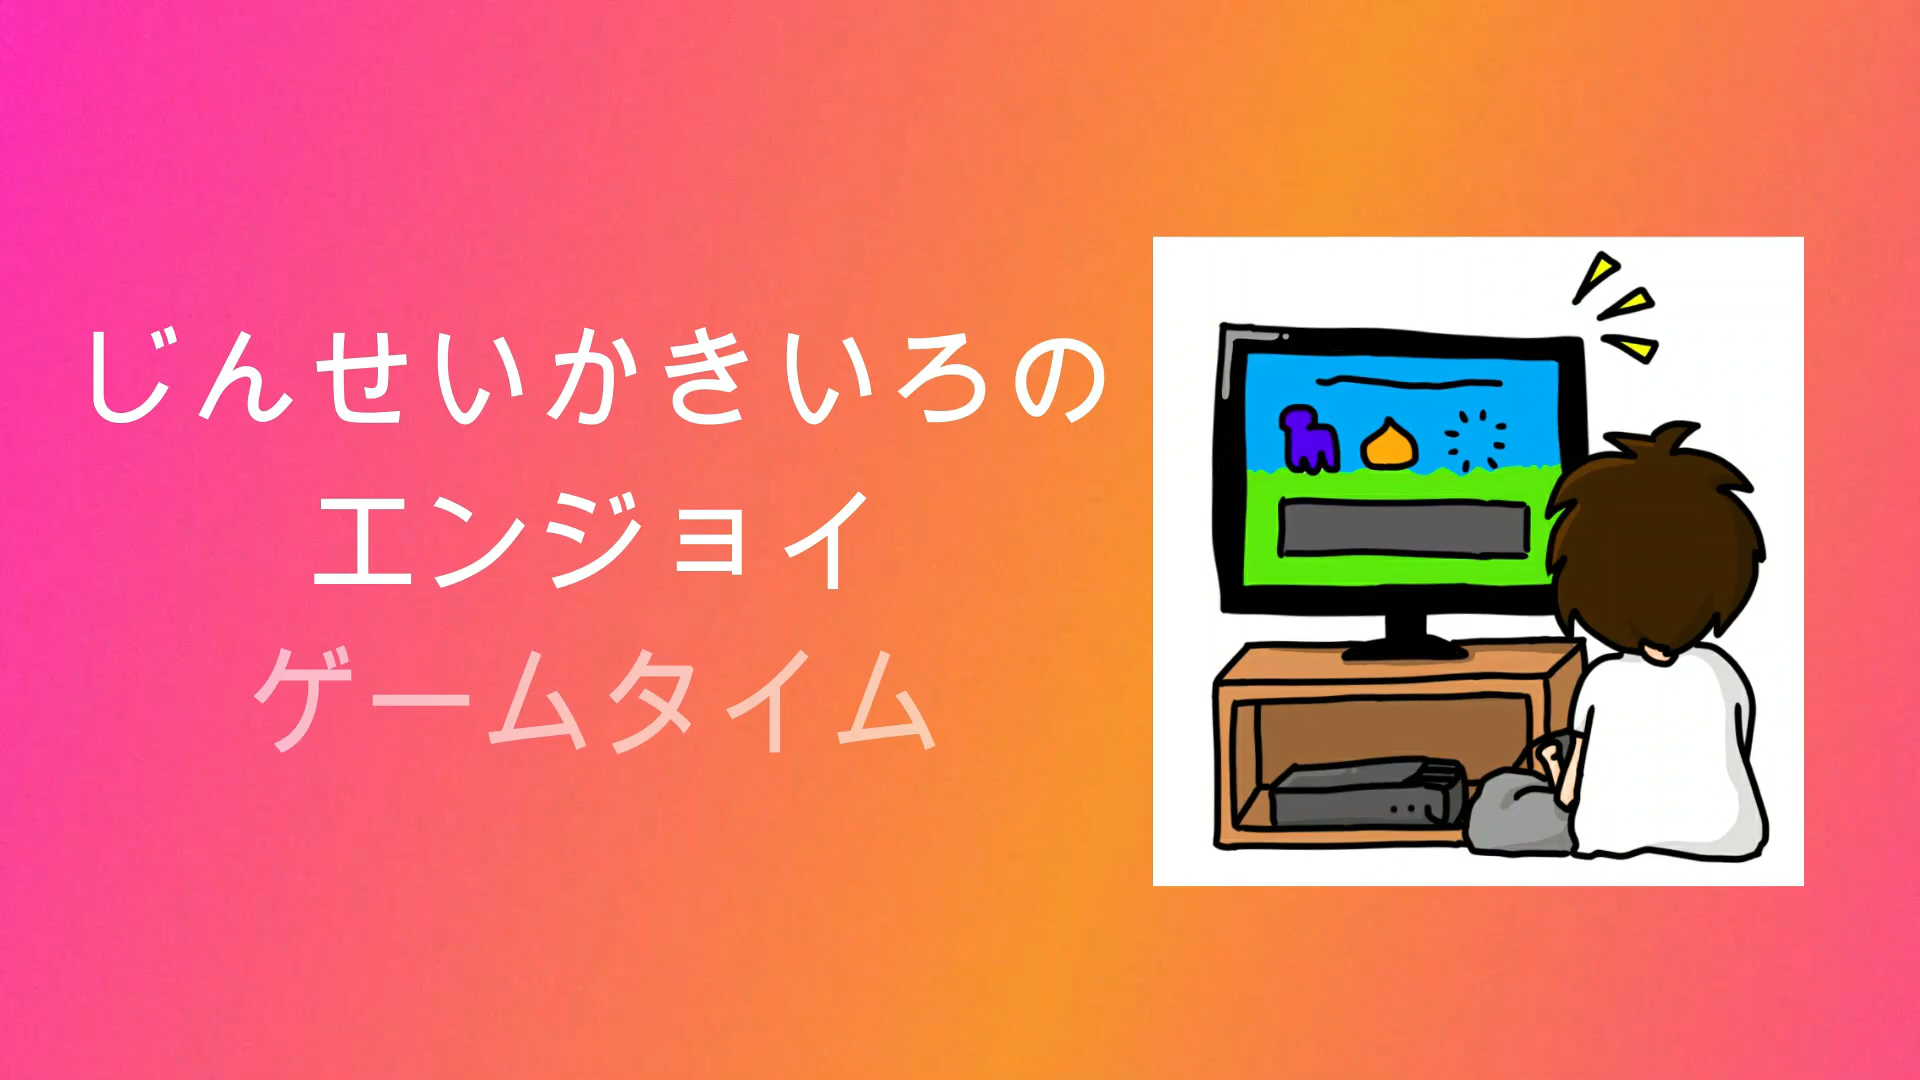 じんせいかきいろの
エンジョイ
ゲームタイム